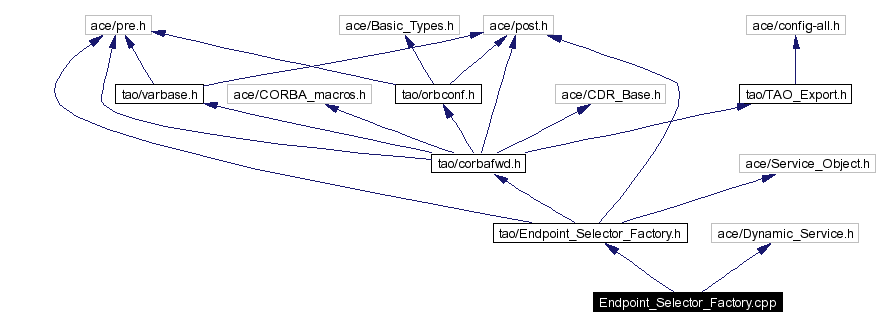 ace/pre.h
ace/Basic_Types.h
ace/post.h
ace/config-all.h
tao/varbase.h
ace/CORBA_macros.h
tao/orbconf.h
ace/CDR_Base.h
tao/TAO_Export.h
tao/corbafwd.h
ace/Service_Object.h
tao/Endpoint_Selector_Factory.h
ace/Dynamic_Service.h
Endpoint_Selector_Factory.cpp